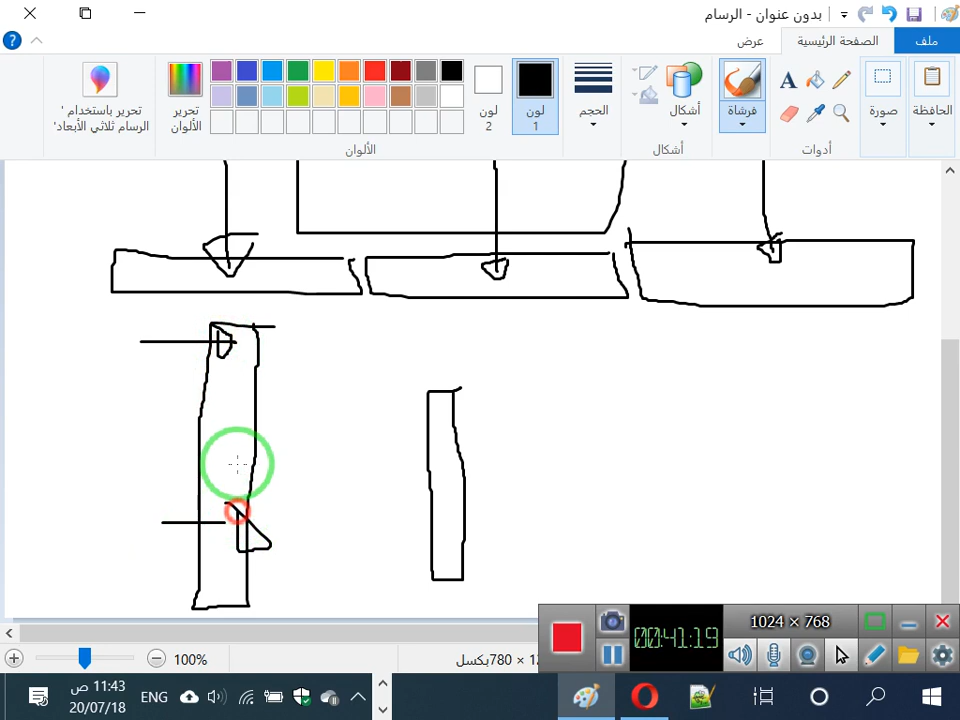 بدون عنوان - الرسام
ملف
الصفحة الرئيسية
عرض
الحافظة
صورة
أدوات
فرشاة
أشكال
أشكال
الحجم
لون
1
لون
2
تحرير
الألوان
الألوان
تحرير باستخدام '
الرسام ثلاثي الأبعاد'
1024 × 768
00:41:19
100%
780بكسل
11:43 ص
20/07/18
ENG